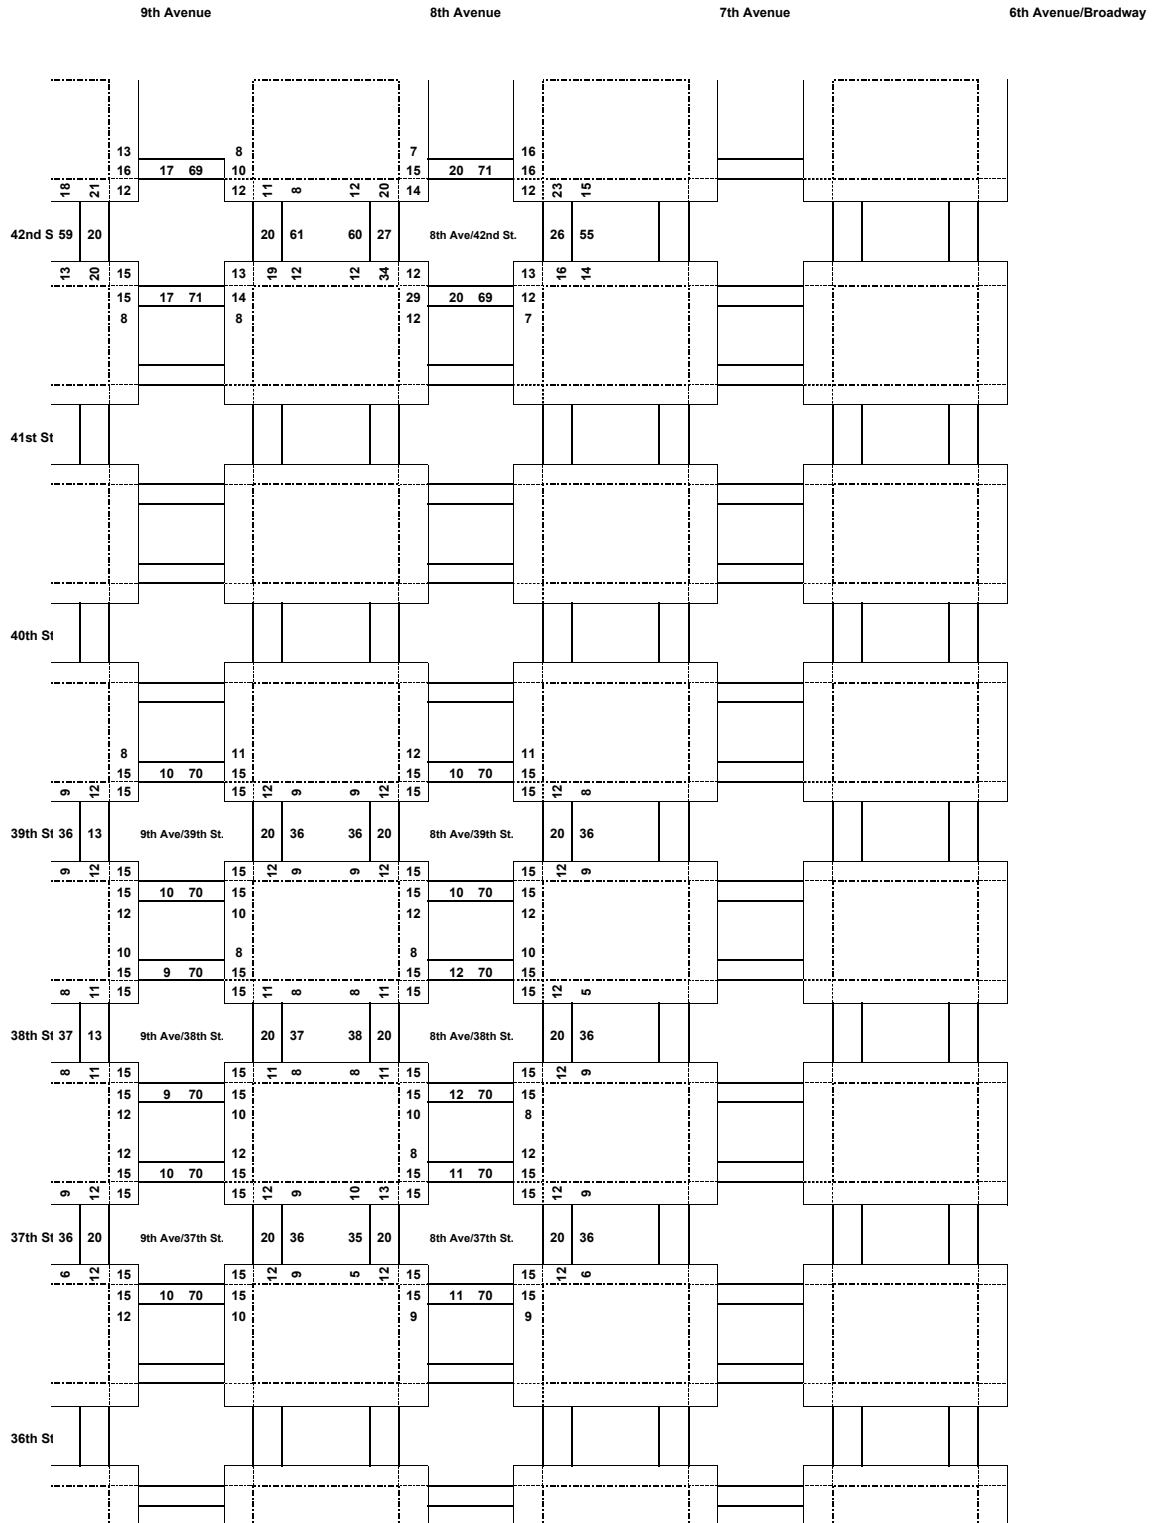 9th Avenue 8th Avenue 7th Avenue 6th Avenue/Broadway
13 8 7 16
16 17 69 10 15 20 71 16
18 21 12 12 11 8 12 20 14 12 23 15
42nd S 59 20 20 61 60 27 8th Ave/42nd St. 26 55
13 20 15 13 19 12 12 34 12 13 16 14
15 17 71 14 29 20 69 12
8 8 12 7
41st St
40th St
8 11 12 11
15 10 70 15 15 10 70 15
9 12 15 15 12 9 9 12 15 15 12 8
39th St 36 13 9th Ave/39th St. 20 36 36 20 8th Ave/39th St. 20 36
9 12 15 15 12 9 9 12 15 15 12 9
15 10 70 15 15 10 70 15
12 10 12 12
10 8 8 10
15 9 70 15 15 12 70 15
8 11 15 15 11 8 8 11 15 15 12 5
38th St 37 13 9th Ave/38th St. 20 37 38 20 8th Ave/38th St. 20 36
8 11 15 15 11 8 8 11 15 15 12 9
15 9 70 15 15 12 70 15
12 10 10 8
12 12 8 12
15 10 70 15 15 11 70 15
9 12 15 15 12 9 10 13 15 15 12 9
37th St 36 20 9th Ave/37th St. 20 36 35 20 8th Ave/37th St. 20 36
6 12 15 15 12 9 5 12 15 15 12 6
15 10 70 15 15 11 70 15
12 10 9 9
36th St